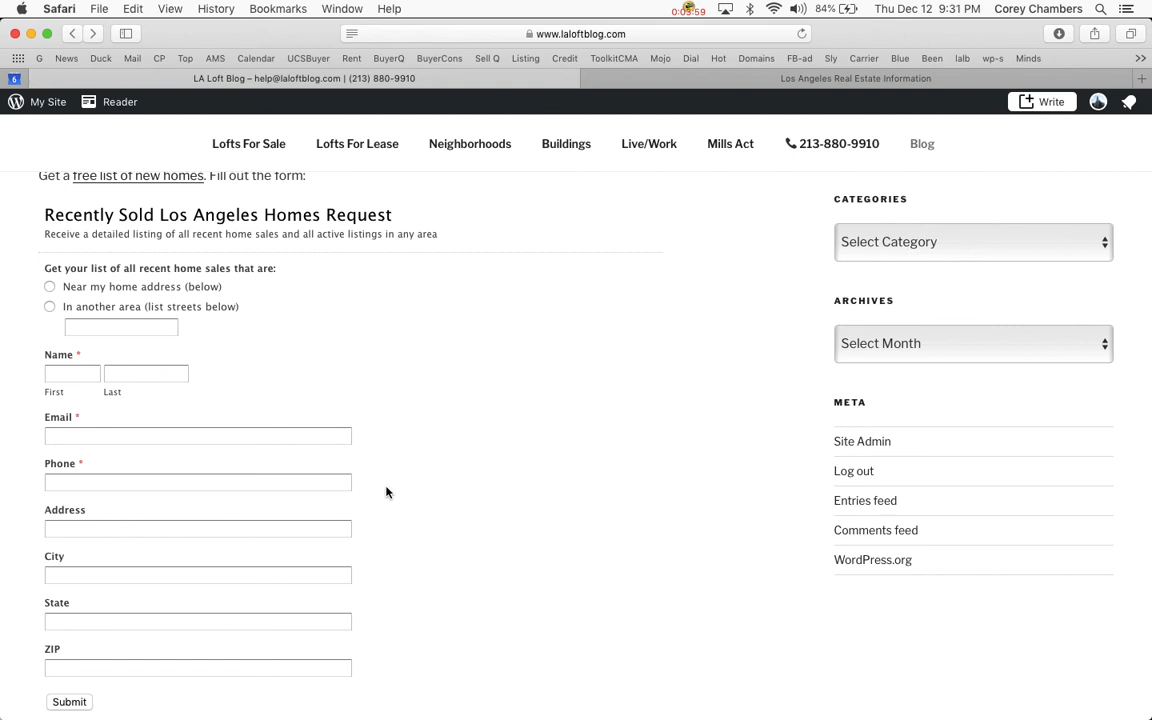 Safari File Edit View History Bookmarks Window Help 0:03:59 84% Thu Dec 12 9:31 PM Corey Chambers
www.laloftblog.com
G News Duck Mail CP Top AMS Calendar UCSBuyer Rent BuyerQ BuyerCons Sell Q Listing Credit ToolkitCMA Mojo Dial Hot Domains FB-ad Sly Carrier Blue Been lalb wp-s Minds
6 LA Loft Blog – help@laloftblog.com | (213) 880-9910 Los Angeles Real Estate Information
My Site Reader Write
Lofts For Sale Lofts For Lease Neighborhoods Buildings Live/Work Mills Act 213-880-9910 Blog
Get a free list of new homes. Fill out the form:
Recently Sold Los Angeles Homes Request
Receive a detailed listing of all recent home sales and all active listings in any area
Get your list of all recent home sales that are:
Near my home address (below)
In another area (list streets below)
Name *
First Last
Email *
Phone *
Address
City
State
ZIP
Submit
CATEGORIES
Select Category
ARCHIVES
Select Month
META
Site Admin
Log out
Entries feed
Comments feed
WordPress.org